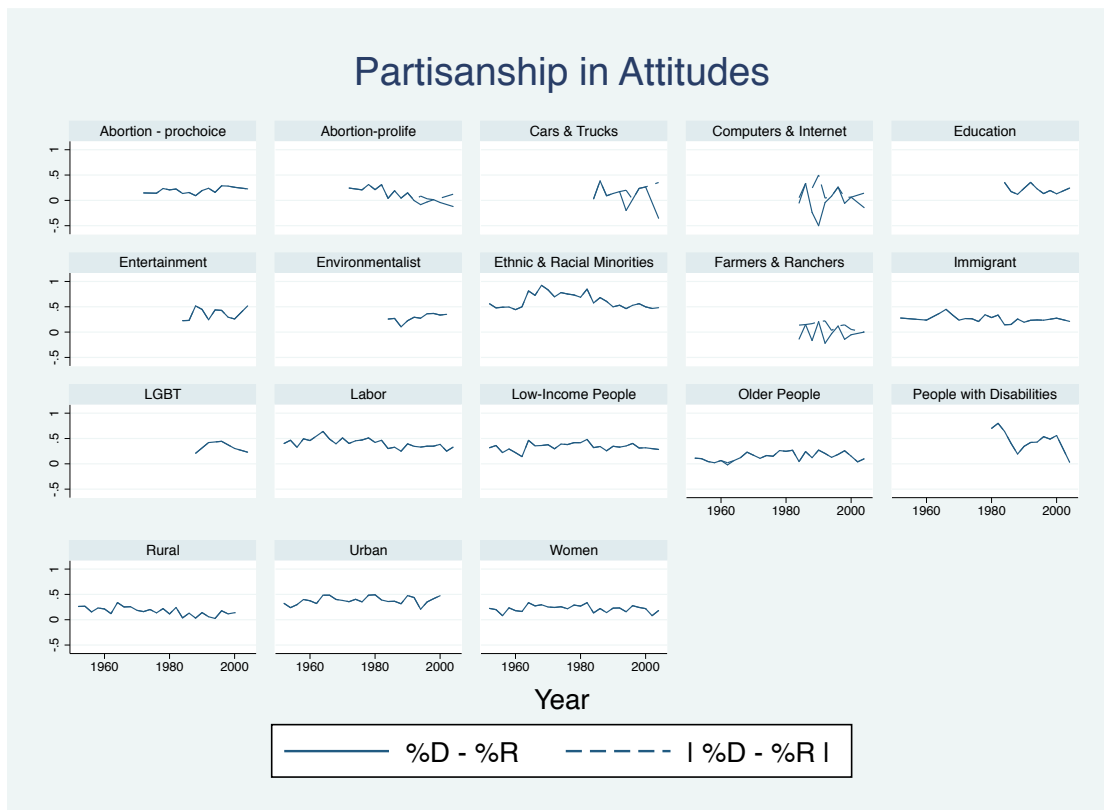 Partisanship in Attitudes
Abortion - prochoice
Abortion-prolife
Cars & Trucks
Computers & Internet
Education
1
.5
0
-.5
Entertainment
Environmentalist
Ethnic & Racial Minorities
Farmers & Ranchers
Immigrant
1
.5
0
-.5
LGBT
Labor
Low-Income People
Older People
People with Disabilities
1
.5
0
-.5
1960 1980 2000 1960 1980 2000
Rural
Urban
Women
1
.5
0
-.5
1960 1980 2000 1960 1980 2000 1960 1980 2000
Year
%D - %R
| %D - %R |